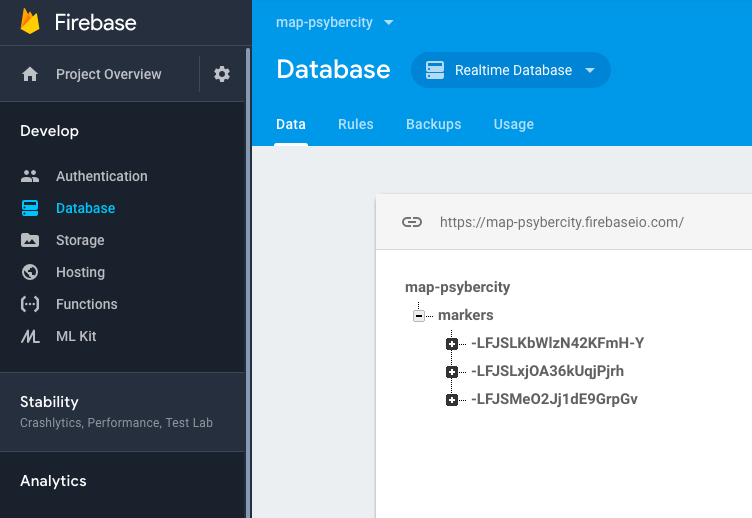 Firebase
Project Overview
Develop
Authentication
Database
Storage
Hosting
Functions
ML Kit
Stability
Crashlytics, Performance, Test Lab
Analytics
map-psybercity
Database
Realtime Database
Data
Rules
Backups
Usage
https://map-psybercity.firebaseio.com/
map-psybercity
markers
-LFJSLKbWlzN42KFmH-Y
-LFJSLxjOA36kUqjPjrh
-LFJSMeO2Jj1dE9GrpGv